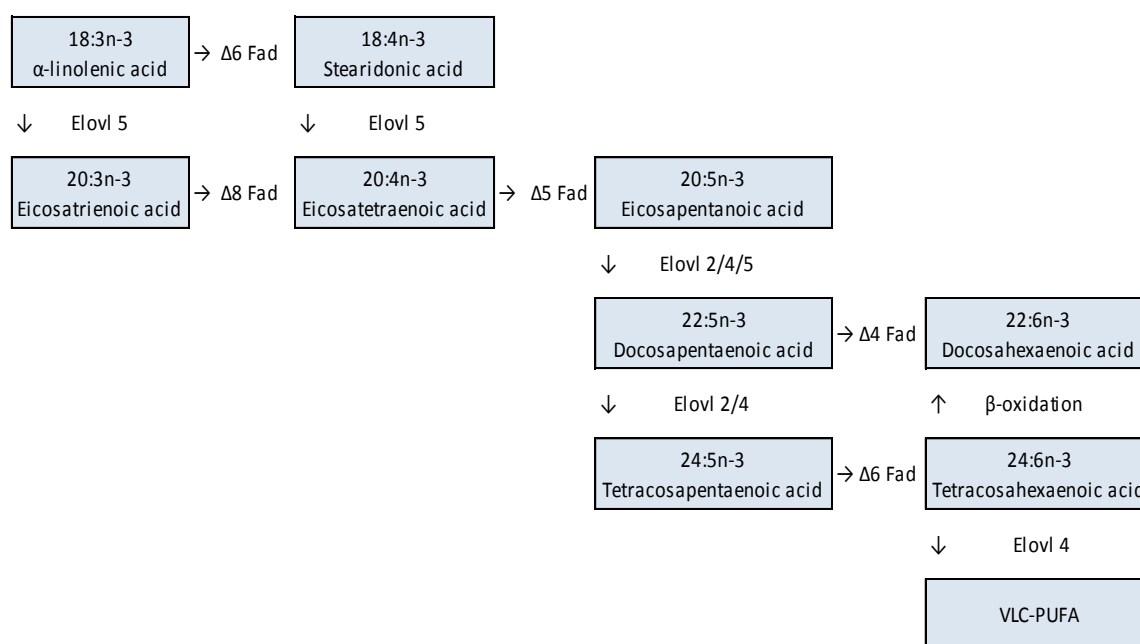 18:3n-3
α-linolenic acid
→ Δ6 Fad
18:4n-3
Stearidonic acid
↓ Elovl 5
↓ Elovl 5
20:3n-3
Eicosatrienoic acid
→ Δ8 Fad
20:4n-3
Eicosatetraenoic acid
→ Δ5 Fad
20:5n-3
Eicosapentanoic acid
↓ Elovl 2/4/5
22:5n-3
Docosapentaenoic acid
→ Δ4 Fad
22:6n-3
Docosahexaenoic acid
↓ Elovl 2/4
↑ β-oxidation
24:5n-3
Tetracosapentaenoic acid
→ Δ6 Fad
24:6n-3
Tetracosahexaenoic acid
↓ Elovl 4
VLC-PUFA